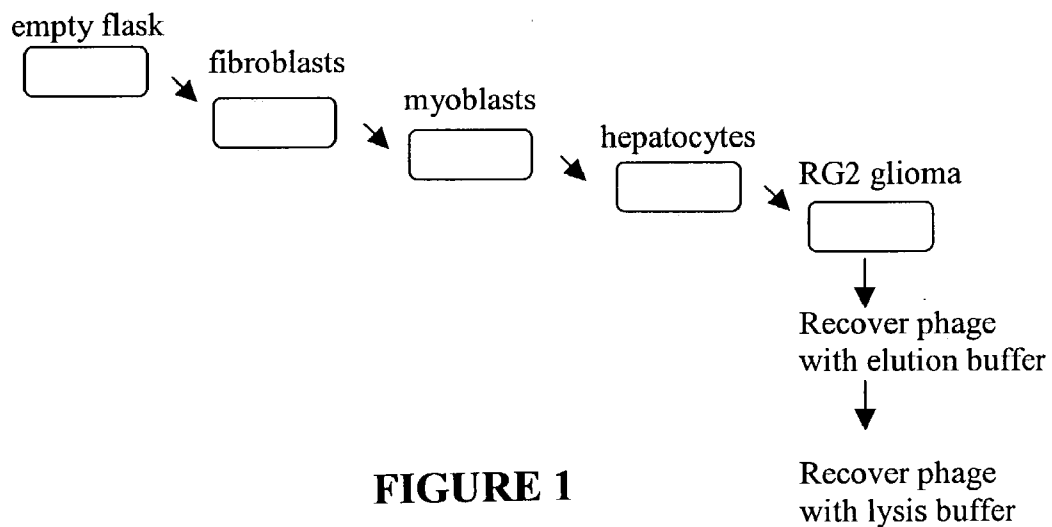 empty flask
fibroblasts
myoblasts
hepatocytes
RG2 glioma
Recover phage
with elution buffer
Recover phage
with lysis buffer
FIGURE 1